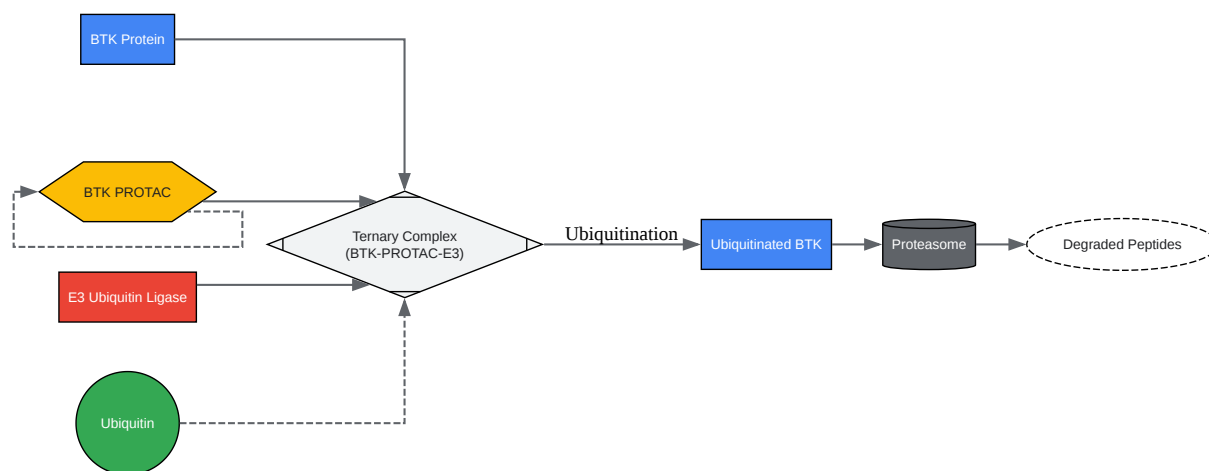 BTK Protein
BTK PROTAC
Ternary Complex
(BTK-PROTAC-E3)
Ubiquitination
Ubiquitinated BTK
Proteasome
Degraded Peptides
E3 Ubiquitin Ligase
Ubiquitin